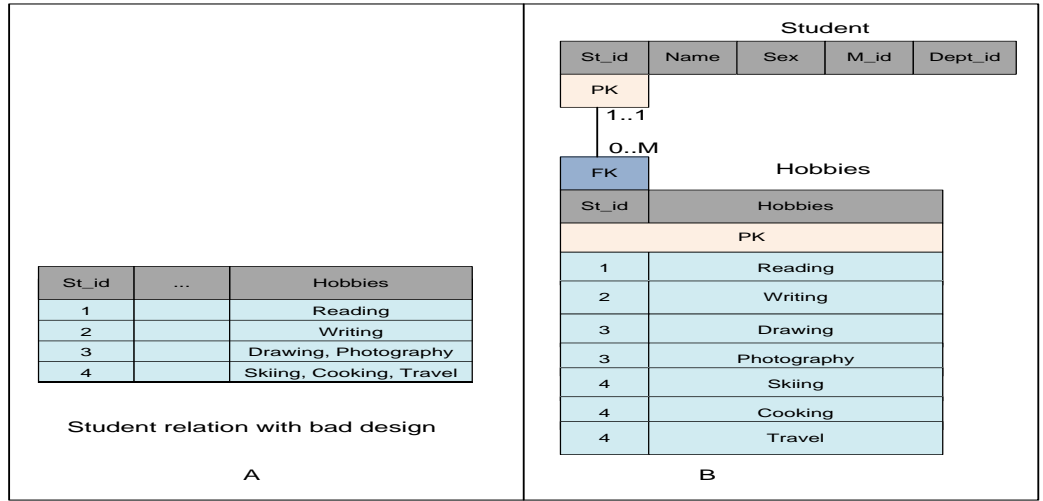 St_id ... Hobbies
1 Reading
2 Writing
3 Drawing, Photography
4 Skiing, Cooking, Travel
Student relation with bad design
A
Student
St_id Name Sex M_id Dept_id
PK
1..1
0..M
FK
Hobbies
St_id Hobbies
PK
1 Reading
2 Writing
3 Drawing
3 Photography
4 Skiing
4 Cooking
4 Travel
B